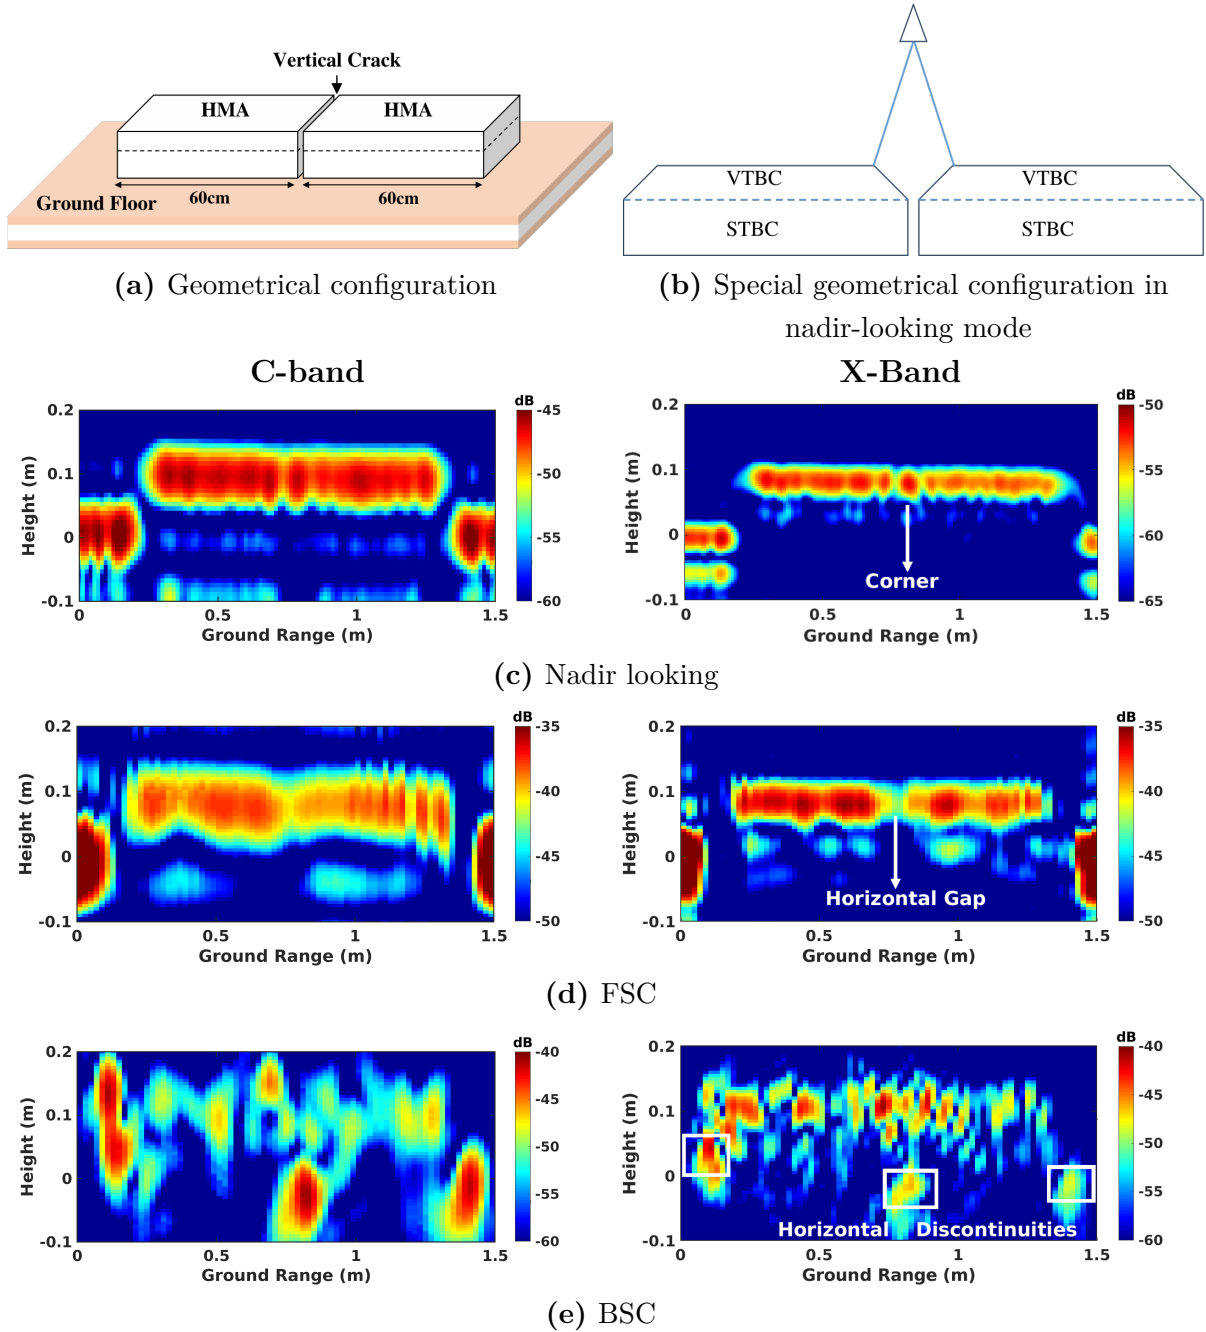 Vertical Crack
HMA HMA
60cm 60cm
Ground Floor
VTBC VTBC
STBC STBC
(a) Geometrical configuration
(b) Special geometrical configuration in
nadir-looking mode
C-band
X-Band
dB
0.2
0.1
0
-0.1
Height (m)
0 0.5 1 1.5
Ground Range (m)
-45
-50
-55
-60
dB
0.2
0.1
0
-0.1
Height (m)
Corner
0.5 1 1.5
Ground Range (m)
-50
-55
-60
-65
(c) Nadir looking
dB
0.2
0.1
0
-0.1
Height (m)
0 0.5 1 1.5
Ground Range (m)
-35
-40
-45
-50
dB
0.2
0.1
0
-0.1
Height (m)
Horizontal Gap
0 0.5 1 1.5
Ground Range (m)
-35
-40
-45
-50
(d) FSC
dB
0.2
0.1
0
-0.1
Height (m)
0 0.5 1 1.5
Ground Range (m)
-40
-45
-50
-55
-60
dB
0.2
0.1
0
-0.1
Height (m)
Horizontal Discontinuities
0 0.5 1 1.5
Ground Range (m)
-40
-45
-50
-55
-60
(e) BSC